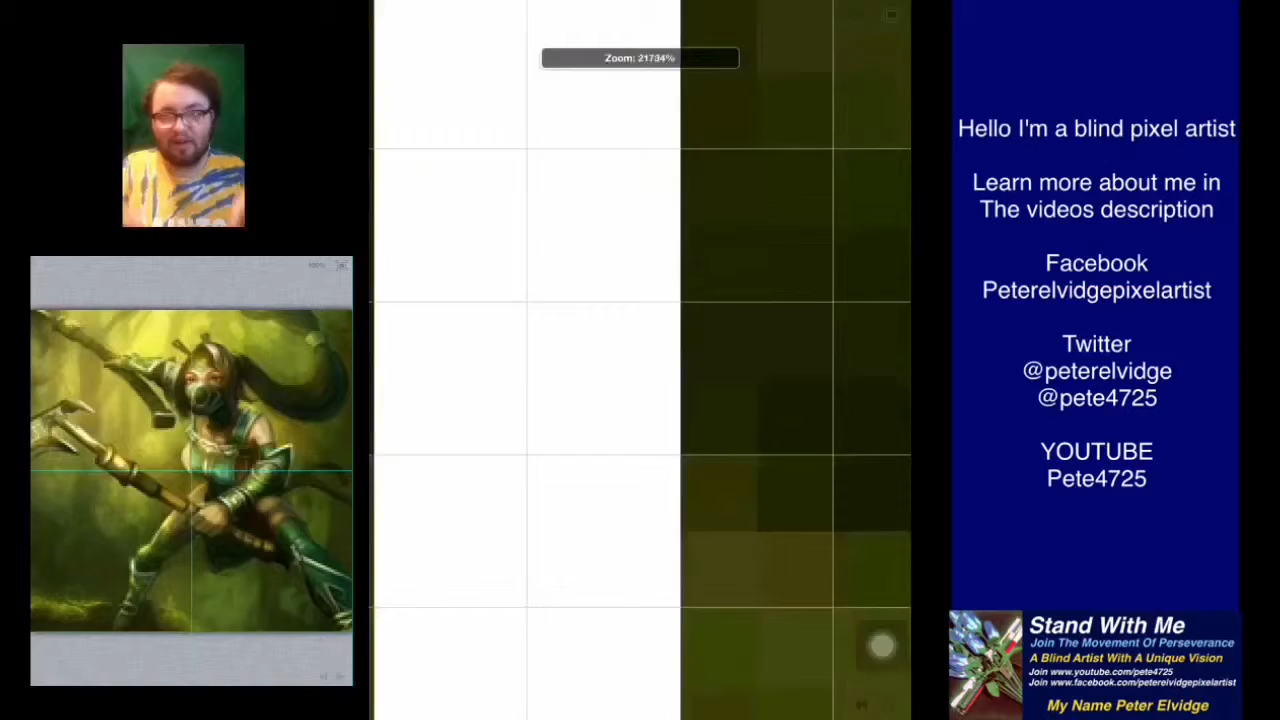 Zoom: 21734%
100%
Hello I'm a blind pixel artist
Learn more about me in
The videos description
Facebook
Peterelvidgepixelartist
Twitter
@peterelvidge
@pete4725
YOUTUBE
Pete4725
Stand With Me
Join The Movement Of Perseverance
A Blind Artist With A Unique Vision
Join www.youtube.com/pete4725
Join www.facebook.com/peterelvidgepixelartist
My Name Peter Elvidge